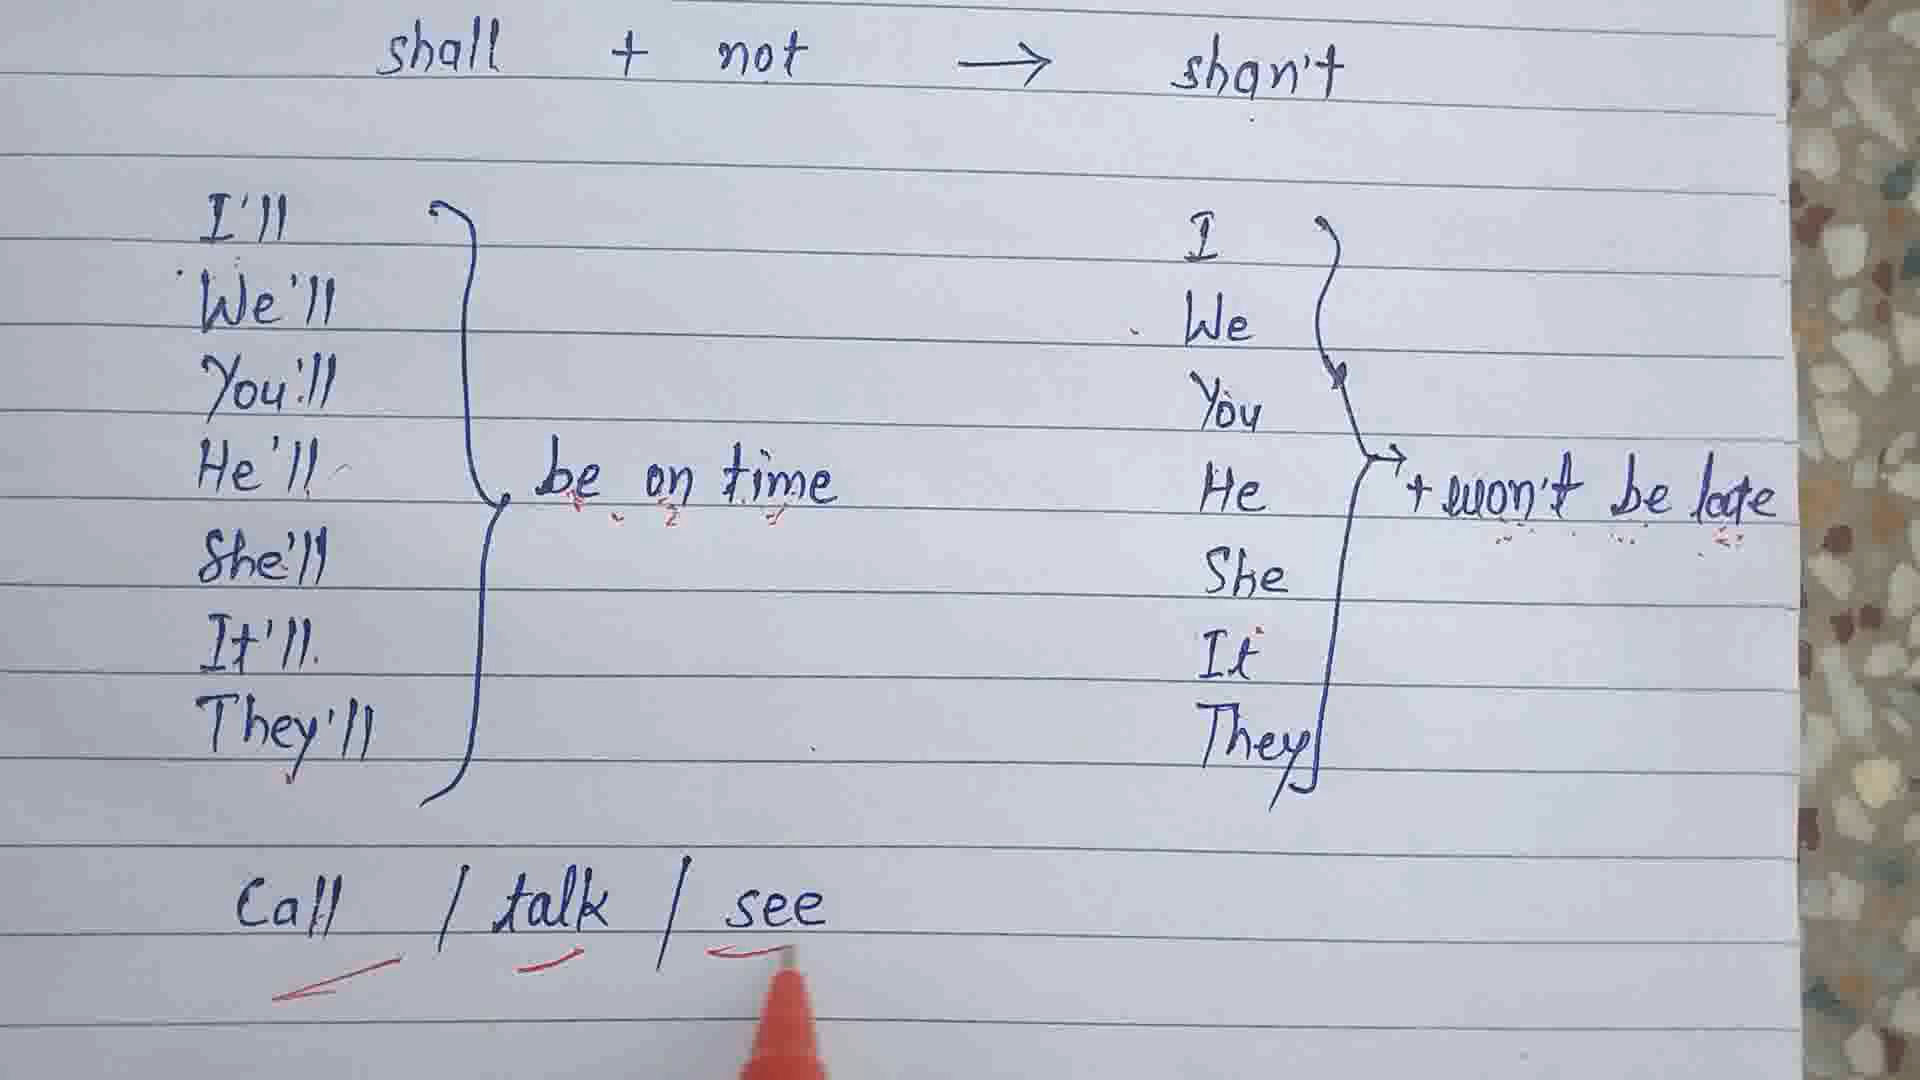 shall + not → shan't
I'll I
We'll We
You'll You
He'll be on time He + won't be late
She'll She
It'll It
They'll They
Call / talk / see